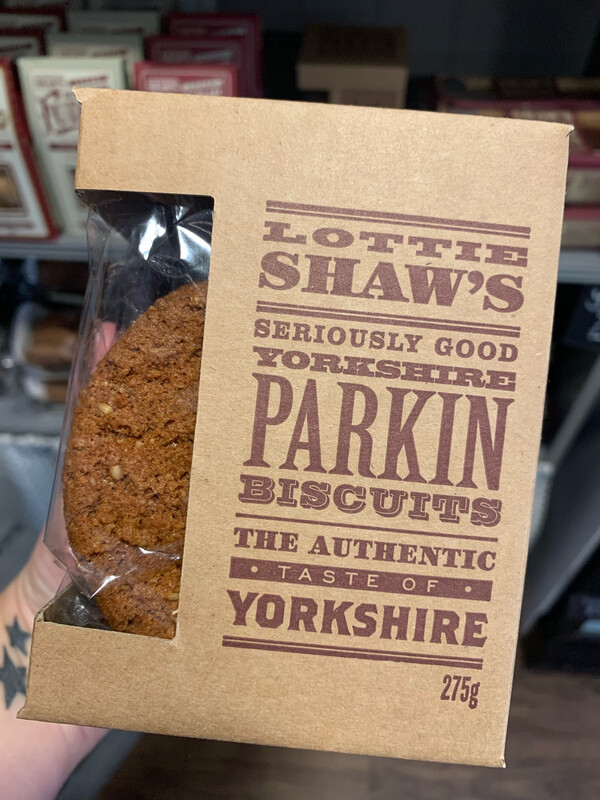 LOTTIE
SHAW'S
SERIOUSLY GOOD
YORKSHIRE
PARKIN
BISCUITS
THE AUTHENTIC
• TASTE OF •
YORKSHIRE
275g